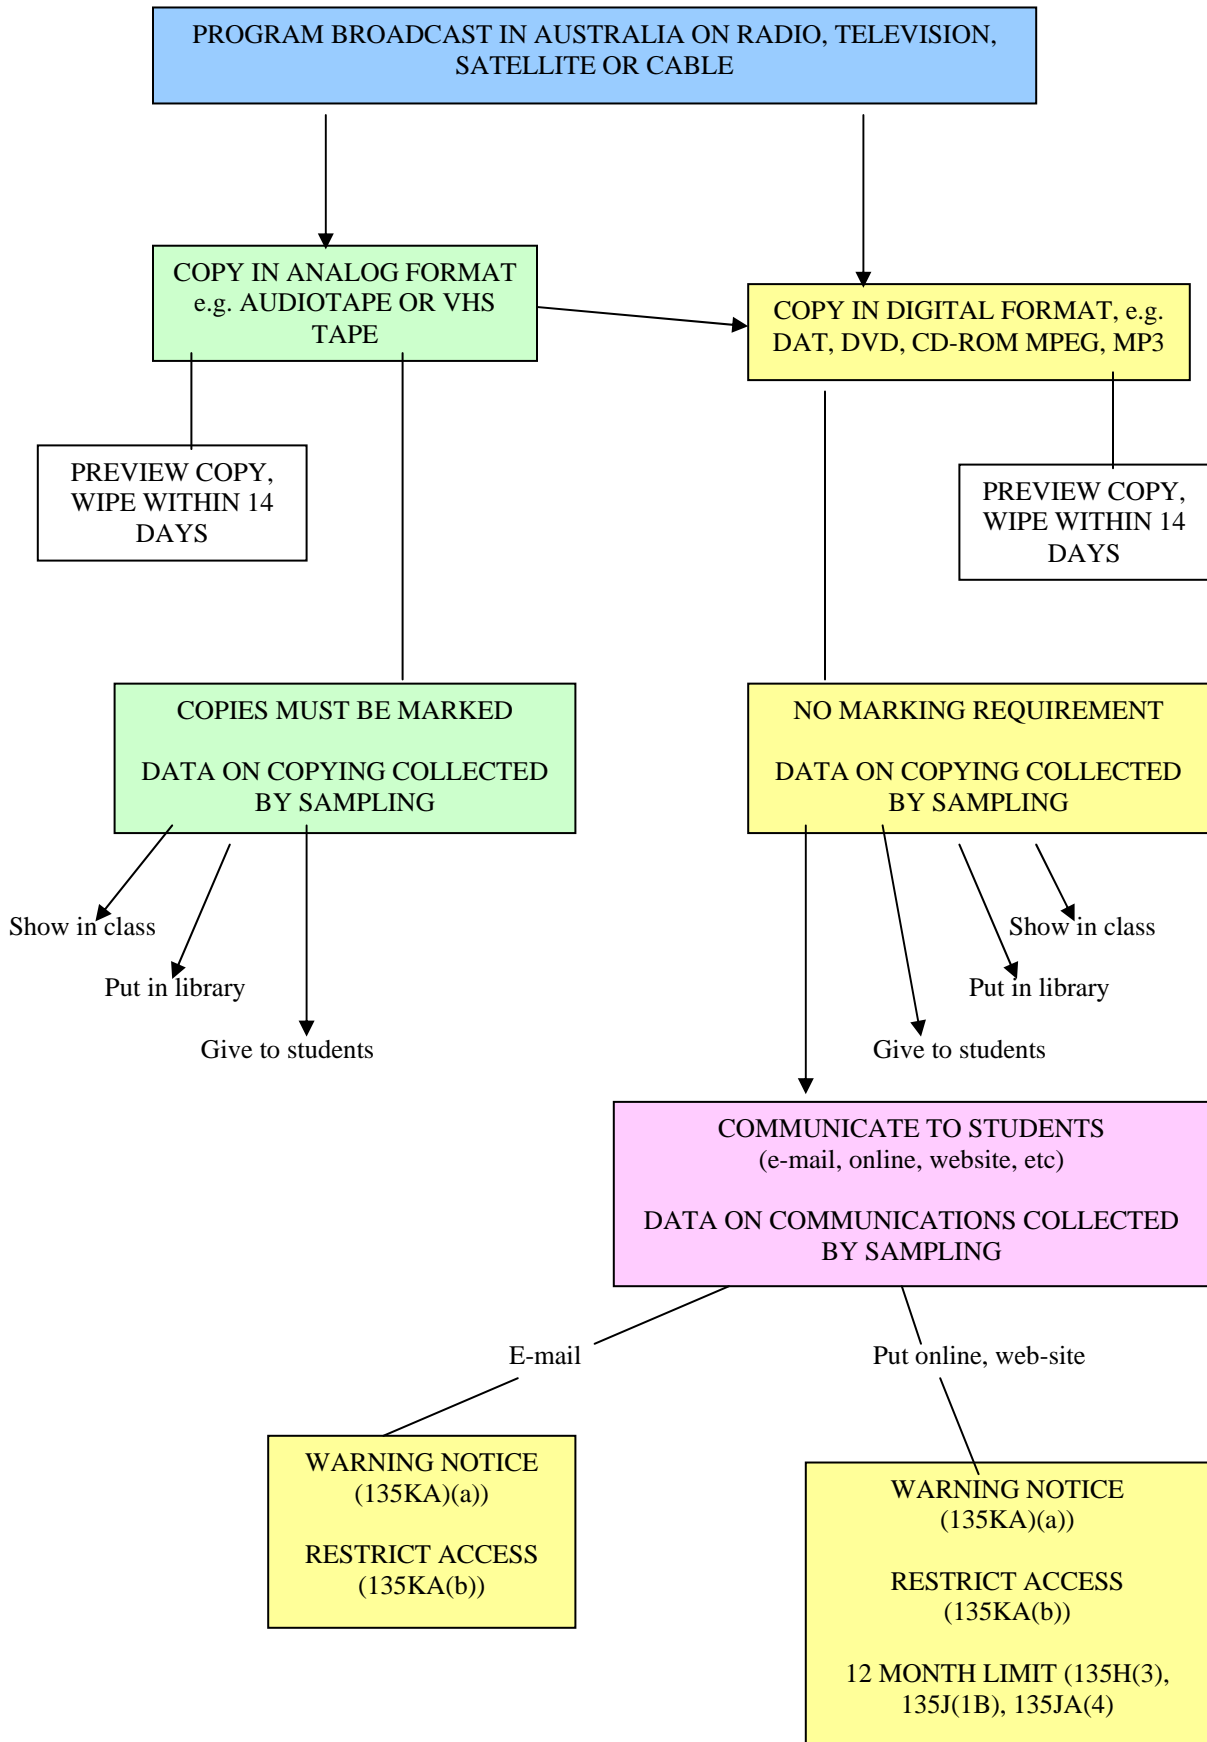 PROGRAM BROADCAST IN AUSTRALIA ON RADIO, TELEVISION,
SATELLITE OR CABLE
COPY IN ANALOG FORMAT
e.g. AUDIOTAPE OR VHS
TAPE
COPY IN DIGITAL FORMAT, e.g.
DAT, DVD, CD-ROM MPEG, MP3
PREVIEW COPY,
WIPE WITHIN 14
DAYS
PREVIEW COPY,
WIPE WITHIN 14
DAYS
COPIES MUST BE MARKED
DATA ON COPYING COLLECTED
BY SAMPLING
NO MARKING REQUIREMENT
DATA ON COPYING COLLECTED
BY SAMPLING
Show in class
Put in library
Give to students
Show in class
Put in library
Give to students
COMMUNICATE TO STUDENTS
(e-mail, online, website, etc)
DATA ON COMMUNICATIONS COLLECTED
BY SAMPLING
E-mail
Put online, web-site
WARNING NOTICE
(135KA)(a))
RESTRICT ACCESS
(135KA(b))
WARNING NOTICE
(135KA)(a))
RESTRICT ACCESS
(135KA(b))
12 MONTH LIMIT (135H(3),
135J(1B), 135JA(4)